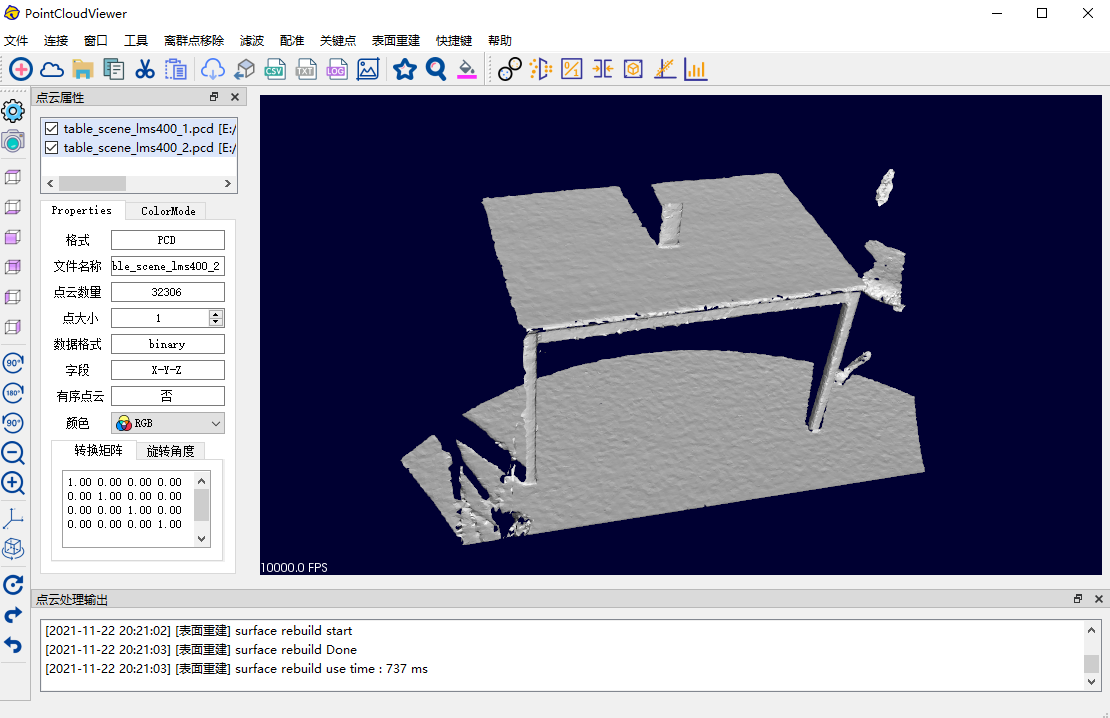 PointCloudViewer
文件 连接 窗口 工具 离群点移除 滤波 配准 关键点 表面重建 快捷键 帮助
CSV TXT LOG
点云属性
table_scene_lms400_1.pcd [E:/
table_scene_lms400_2.pcd [E:/
Properties ColorMode
格式 PCD
文件名称 ble_scene_lms400_2
点云数量 32306
点大小 1
数据格式 binary
字段 X-Y-Z
有序点云 否
颜色 RGB
转换矩阵 旋转角度
1.00 0.00 0.00 0.00
0.00 1.00 0.00 0.00
0.00 0.00 1.00 0.00
0.00 0.00 0.00 1.00
90°
180°
90°
10000.0 FPS
点云处理输出
[2021-11-22 20:21:02] [表面重建] surface rebuild start
[2021-11-22 20:21:03] [表面重建] surface rebuild Done
[2021-11-22 20:21:03] [表面重建] surface rebuild use time : 737 ms